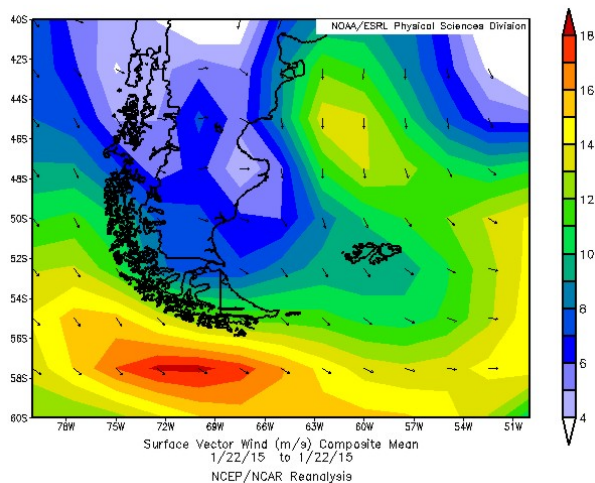 NOAA/ESRL Physical Sciences Division
40S
42S
44S
46S
48S
50S
52S
54S
56S
58S
60S
78W
75W
72W
69W
66W
63W
60W
57W
54W
51W
18
16
14
12
10
8
6
4
Surface Vector Wind (m/s) Composite Mean
1/22/15 to 1/22/15
NCEP/NCAR Reanalysis